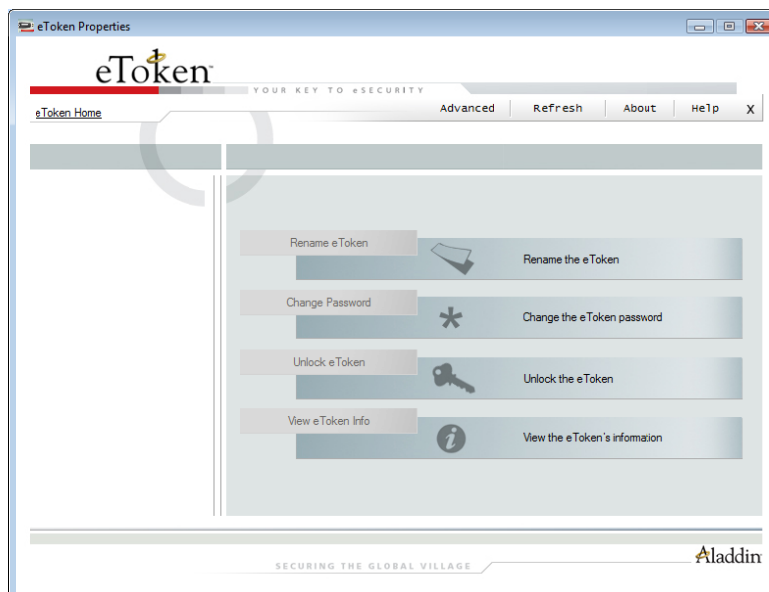 eToken Properties
eToken
YOUR KEY TO eSECURITY
eToken Home
Advanced
Refresh
About
Help
X
Rename eToken
Rename the eToken
Change Password
Change the eToken password
Unlock eToken
Unlock the eToken
View eToken Info
View the eToken's information
Aladdin
SECURING THE GLOBAL VILLAGE